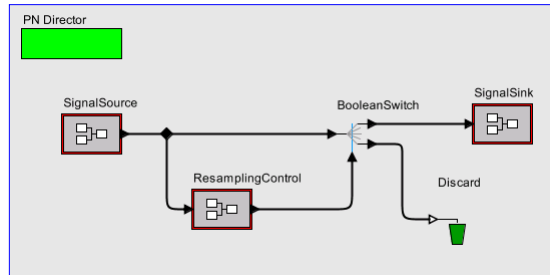 PN Director
SignalSource
BooleanSwitch
SignalSink
ResamplingControl
Discard